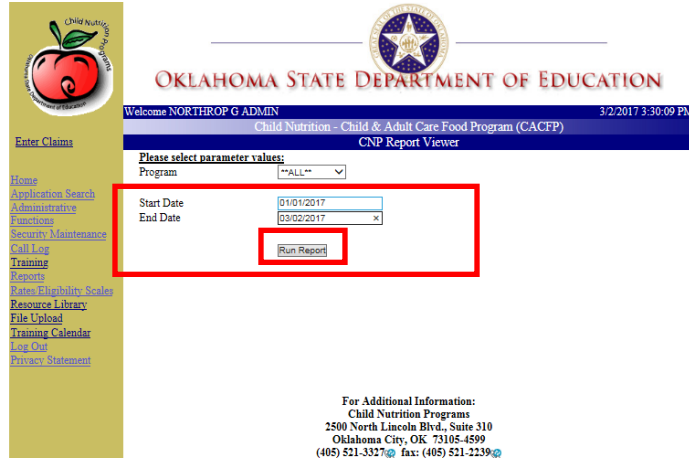 Child Nutrition Programs
OKLAHOMA STATE DEPARTMENT OF EDUCATION
Welcome NORTHROP G ADMIN 3/2/2017 3:30:09 PM
Child Nutrition - Child & Adult Care Food Program (CACFP)
Enter Claims
CNP Report Viewer
Please select parameter values:
Program **ALL**
Start Date 01/01/2017
End Date 03/02/2017 ×
Run Report
Home
Application Search
Administrative
Functions
Security Maintenance
Call Log
Training
Reports
Rates/Eligibility Scales
Resource Library
File Upload
Training Calendar
Log Out
Privacy Statement
For Additional Information:
Child Nutrition Programs
2500 North Lincoln Blvd., Suite 310
Oklahoma City, OK 73105-4599
(405) 521-3327 fax: (405) 521-2239